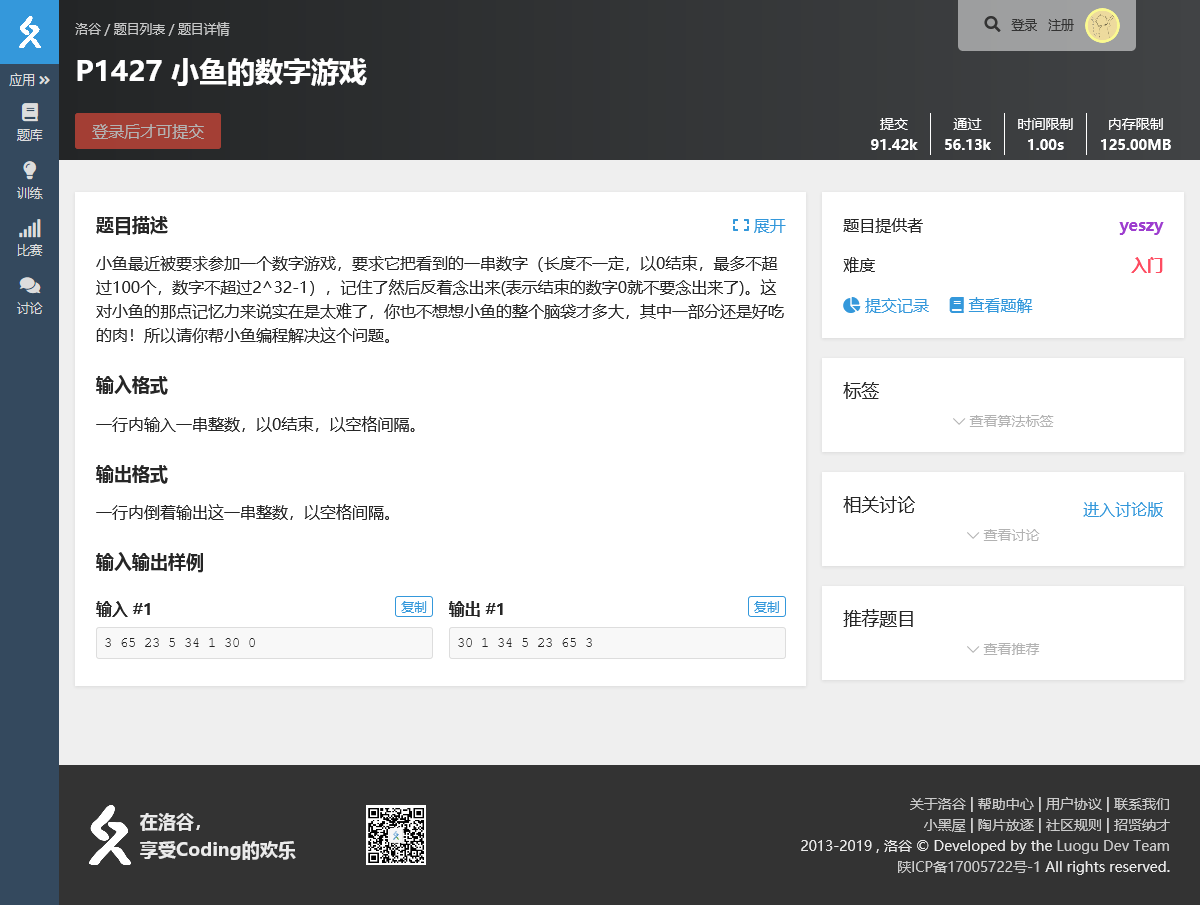 洛谷 / 题目列表 / 题目详情
登录 注册
P1427 小鱼的数字游戏
应用
题库
训练
比赛
讨论
登录后才可提交
提交 通过 时间限制 内存限制
91.42k 56.13k 1.00s 125.00MB
题目描述 展开
小鱼最近被要求参加一个数字游戏，要求它把看到的一串数字（长度不一定，以0结束，最多不超
过100个，数字不超过2^32-1），记住了然后反着念出来(表示结束的数字0就不要念出来了)。这
对小鱼的那点记忆力来说实在是太难了，你也不想想小鱼的整个脑袋才多大，其中一部分还是好吃
的肉！所以请你帮小鱼编程解决这个问题。
输入格式
一行内输入一串整数，以0结束，以空格间隔。
输出格式
一行内倒着输出这一串整数，以空格间隔。
输入输出样例
输入 #1 复制
3 65 23 5 34 1 30 0
输出 #1 复制
30 1 34 5 23 65 3
题目提供者 yeszy
难度 入门
提交记录 查看题解
标签
查看算法标签
相关讨论 进入讨论版
查看讨论
推荐题目
查看推荐
在洛谷，
享受Coding的欢乐
关于洛谷 | 帮助中心 | 用户协议 | 联系我们
小黑屋 | 陶片放逐 | 社区规则 | 招贤纳才
2013-2019 , 洛谷 © Developed by the Luogu Dev Team
陕ICP备17005722号-1 All rights reserved.